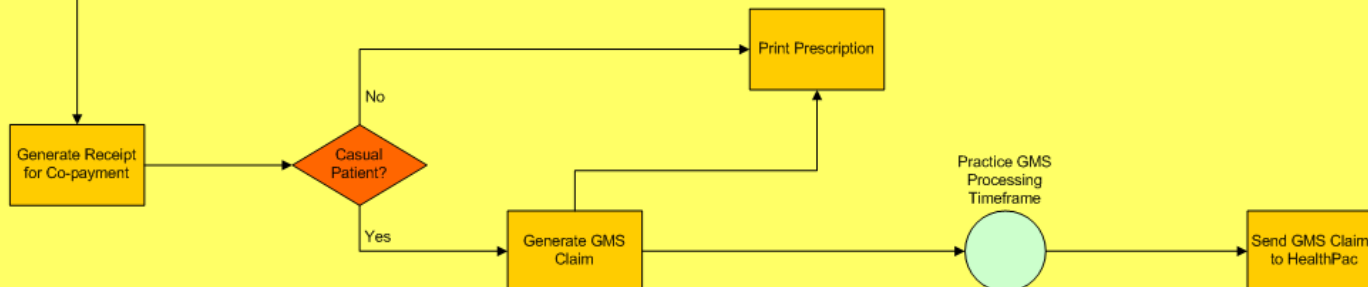 Print Prescription
No
Generate Receipt
for Co-payment
Casual
Patient?
Practice GMS
Processing
Timeframe
Yes
Generate GMS
Claim
Send GMS Claim
to HealthPac